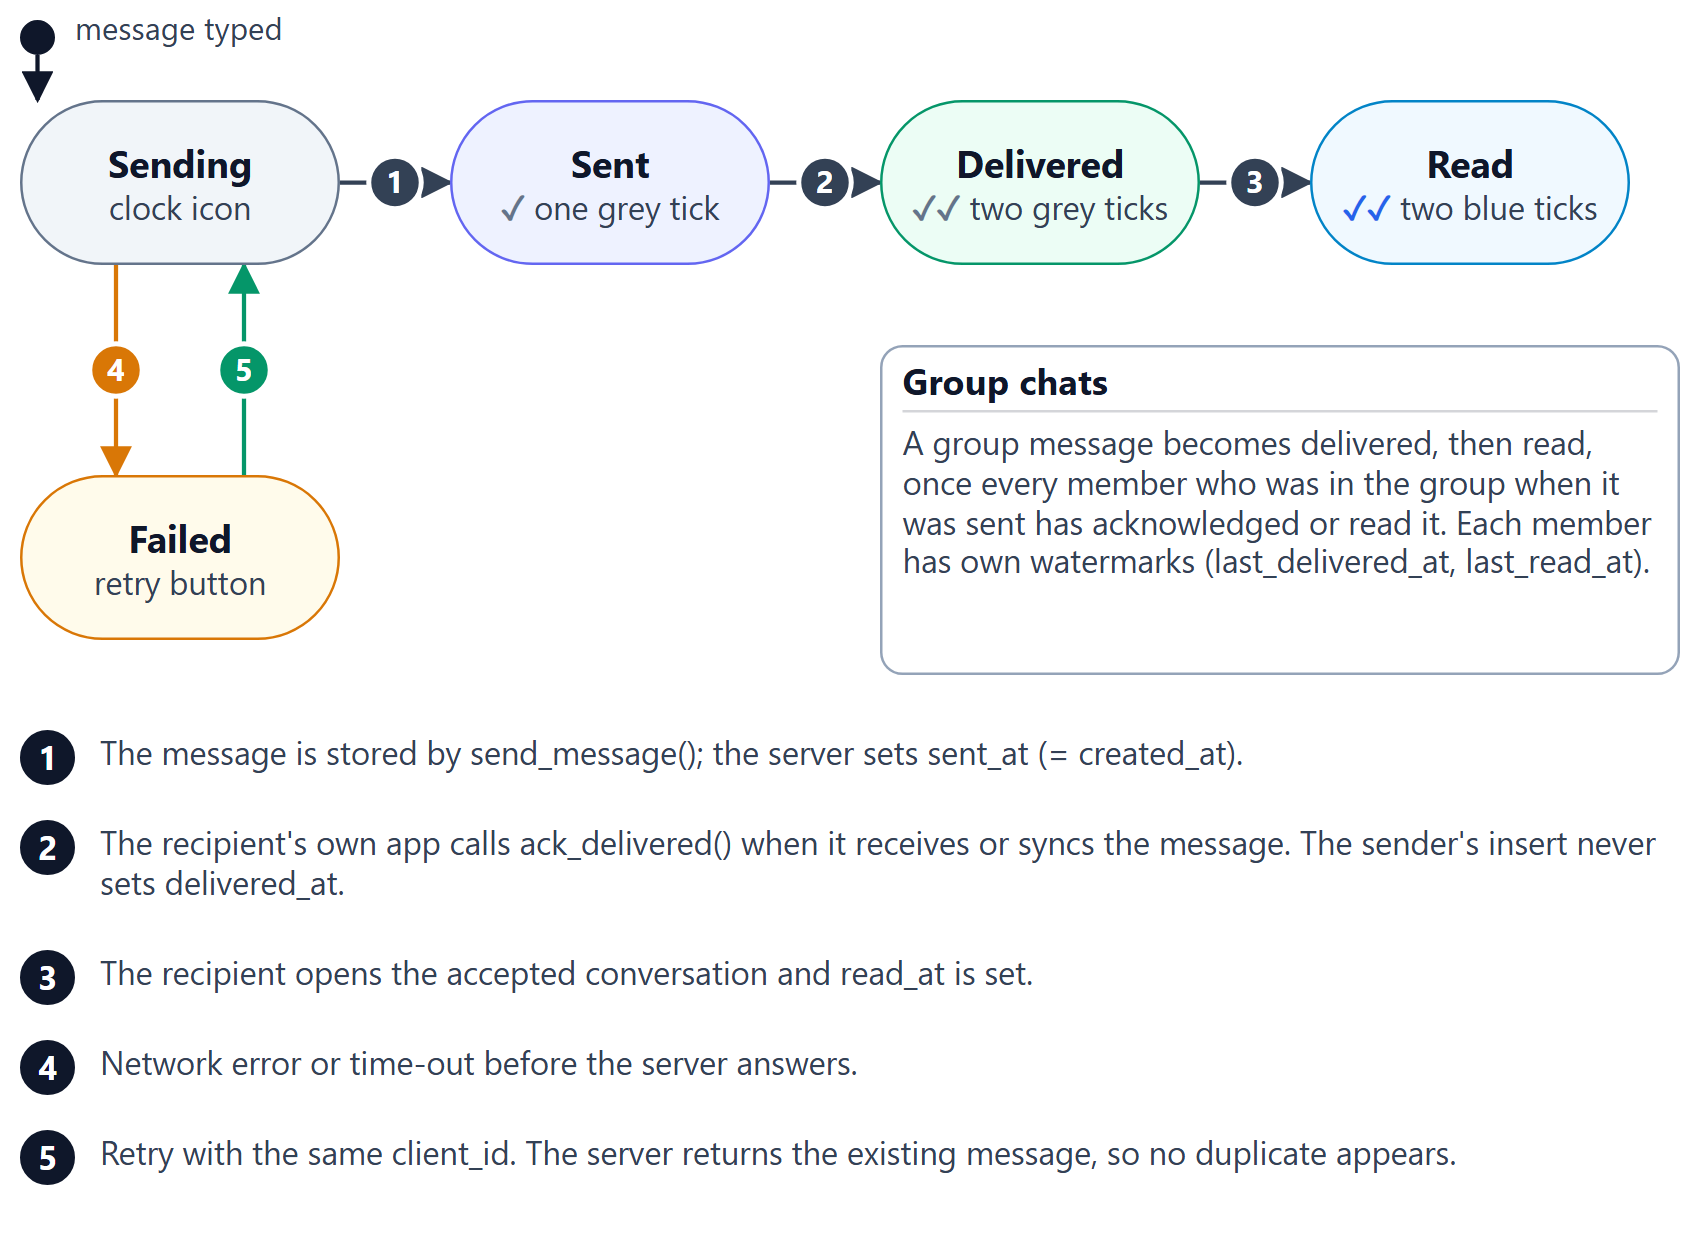 message typed
Sending
clock icon
1
Sent
✓ one grey tick
2
Delivered
✓✓ two grey ticks
3
Read
✓✓ two blue ticks
4
5
Failed
retry button
Group chats
A group message becomes delivered, then read,
once every member who was in the group when it
was sent has acknowledged or read it. Each member
has own watermarks (last_delivered_at, last_read_at).
1 The message is stored by send_message(); the server sets sent_at (= created_at).
2 The recipient's own app calls ack_delivered() when it receives or syncs the message. The sender's insert never
sets delivered_at.
3 The recipient opens the accepted conversation and read_at is set.
4 Network error or time-out before the server answers.
5 Retry with the same client_id. The server returns the existing message, so no duplicate appears.